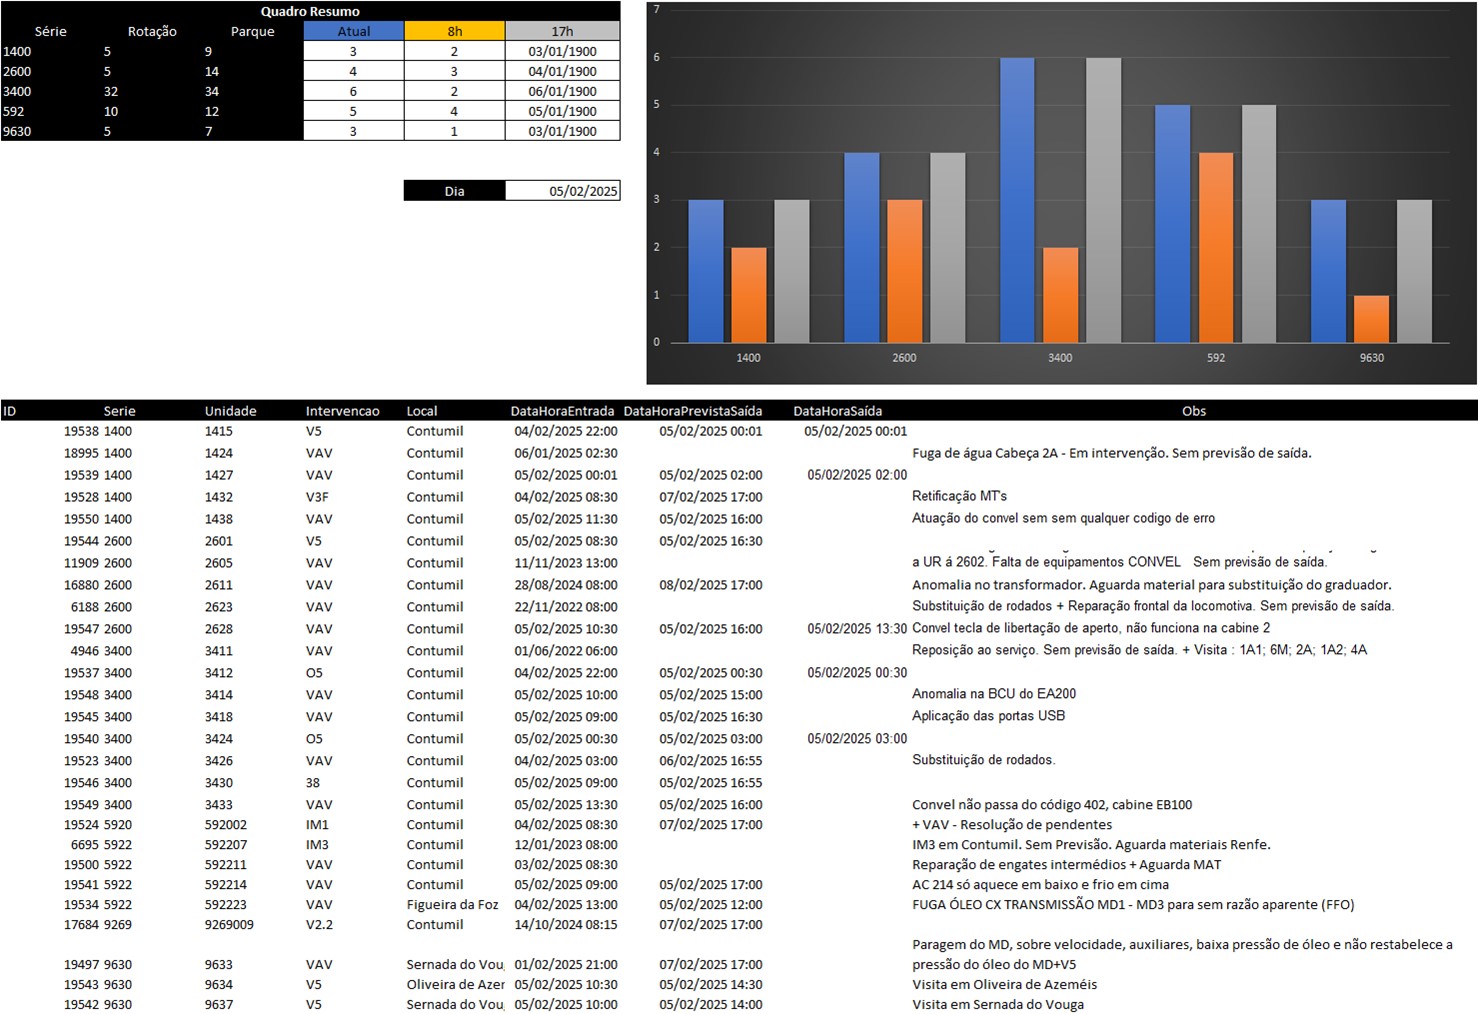 Quadro Resumo
Série Rotação Parque Atual 8h 17h
1400 5 9 3 2 03/01/1900
2600 5 14 4 3 04/01/1900
3400 32 34 6 2 06/01/1900
592 10 12 5 4 05/01/1900
9630 5 7 3 1 03/01/1900
Dia 05/02/2025
7
6
5
4
3
2
1
0
1400 2600 3400 592 9630
ID Serie Unidade Intervencao Local DataHoraEntrada DataHoraPrevistaSaída DataHoraSaída Obs
19538 1400 1415 V5 Contumil 04/02/2025 22:00 05/02/2025 00:01 05/02/2025 00:01
18995 1400 1424 VAV Contumil 06/01/2025 02:30 Fuga de água Cabeça 2A - Em intervenção. Sem previsão de saída.
19539 1400 1427 VAV Contumil 05/02/2025 00:01 05/02/2025 02:00 05/02/2025 02:00
19528 1400 1432 V3F Contumil 04/02/2025 08:30 07/02/2025 17:00 Retificação MT's
19550 1400 1438 VAV Contumil 05/02/2025 11:30 05/02/2025 16:00 Atuação do convel sem sem qualquer codigo de erro
19544 2600 2601 V5 Contumil 05/02/2025 08:30 05/02/2025 16:30
11909 2600 2605 VAV Contumil 11/11/2023 13:00 a UR á 2602. Falta de equipamentos CONVEL Sem previsão de saída.
16880 2600 2611 VAV Contumil 28/08/2024 08:00 08/02/2025 17:00 Anomalia no transformador. Aguarda material para substituição do graduador.
6188 2600 2623 VAV Contumil 22/11/2022 08:00 Substituição de rodados + Reparação frontal da locomotiva. Sem previsão de saída.
19547 2600 2628 VAV Contumil 05/02/2025 10:30 05/02/2025 16:00 05/02/2025 13:30 Convel tecla de libertação de aperto, não funciona na cabine 2
4946 3400 3411 VAV Contumil 01/06/2022 06:00 Reposição ao serviço. Sem previsão de saída. + Visita : 1A1; 6M; 2A; 1A2; 4A
19537 3400 3412 O5 Contumil 04/02/2025 22:00 05/02/2025 00:30 05/02/2025 00:30
19548 3400 3414 VAV Contumil 05/02/2025 10:00 05/02/2025 15:00 Anomalia na BCU do EA200
19545 3400 3418 VAV Contumil 05/02/2025 09:00 05/02/2025 16:30 Aplicação das portas USB
19540 3400 3424 O5 Contumil 05/02/2025 00:30 05/02/2025 03:00 05/02/2025 03:00
19523 3400 3426 VAV Contumil 04/02/2025 03:00 06/02/2025 16:55 Substituição de rodados.
19546 3400 3430 38 Contumil 05/02/2025 09:00 05/02/2025 16:55
19549 3400 3433 VAV Contumil 05/02/2025 13:30 05/02/2025 16:00 Convel não passa do código 402, cabine EB100
19524 5920 592002 IM1 Contumil 04/02/2025 08:30 07/02/2025 17:00 + VAV - Resolução de pendentes
6695 5922 592207 IM3 Contumil 12/01/2023 08:00 IM3 em Contumil. Sem Previsão. Aguarda materiais Renfe.
19500 5922 592211 VAV Contumil 03/02/2025 08:30 Reparação de engates intermédios + Aguarda MAT
19541 5922 592214 VAV Contumil 05/02/2025 09:00 05/02/2025 17:00 AC 214 só aquece em baixo e frio em cima
19534 5922 592223 VAV Figueira da Foz 04/02/2025 13:00 05/02/2025 12:00 FUGA ÓLEO CX TRANSMISSÃO MD1 - MD3 para sem razão aparente (FFO)
17684 9269 9269009 V2.2 Contumil 14/10/2024 08:15 07/02/2025 17:00
Paragem do MD, sobre velocidade, auxiliares, baixa pressão de óleo e não restabelece a
19497 9630 9633 VAV Sernada do Vou 01/02/2025 21:00 07/02/2025 17:00 pressão do óleo do MD+V5
19543 9630 9634 V5 Oliveira de Azer 05/02/2025 10:30 05/02/2025 14:30 Visita em Oliveira de Azeméis
19542 9630 9637 V5 Sernada do Vou 05/02/2025 10:00 05/02/2025 14:00 Visita em Sernada do Vouga